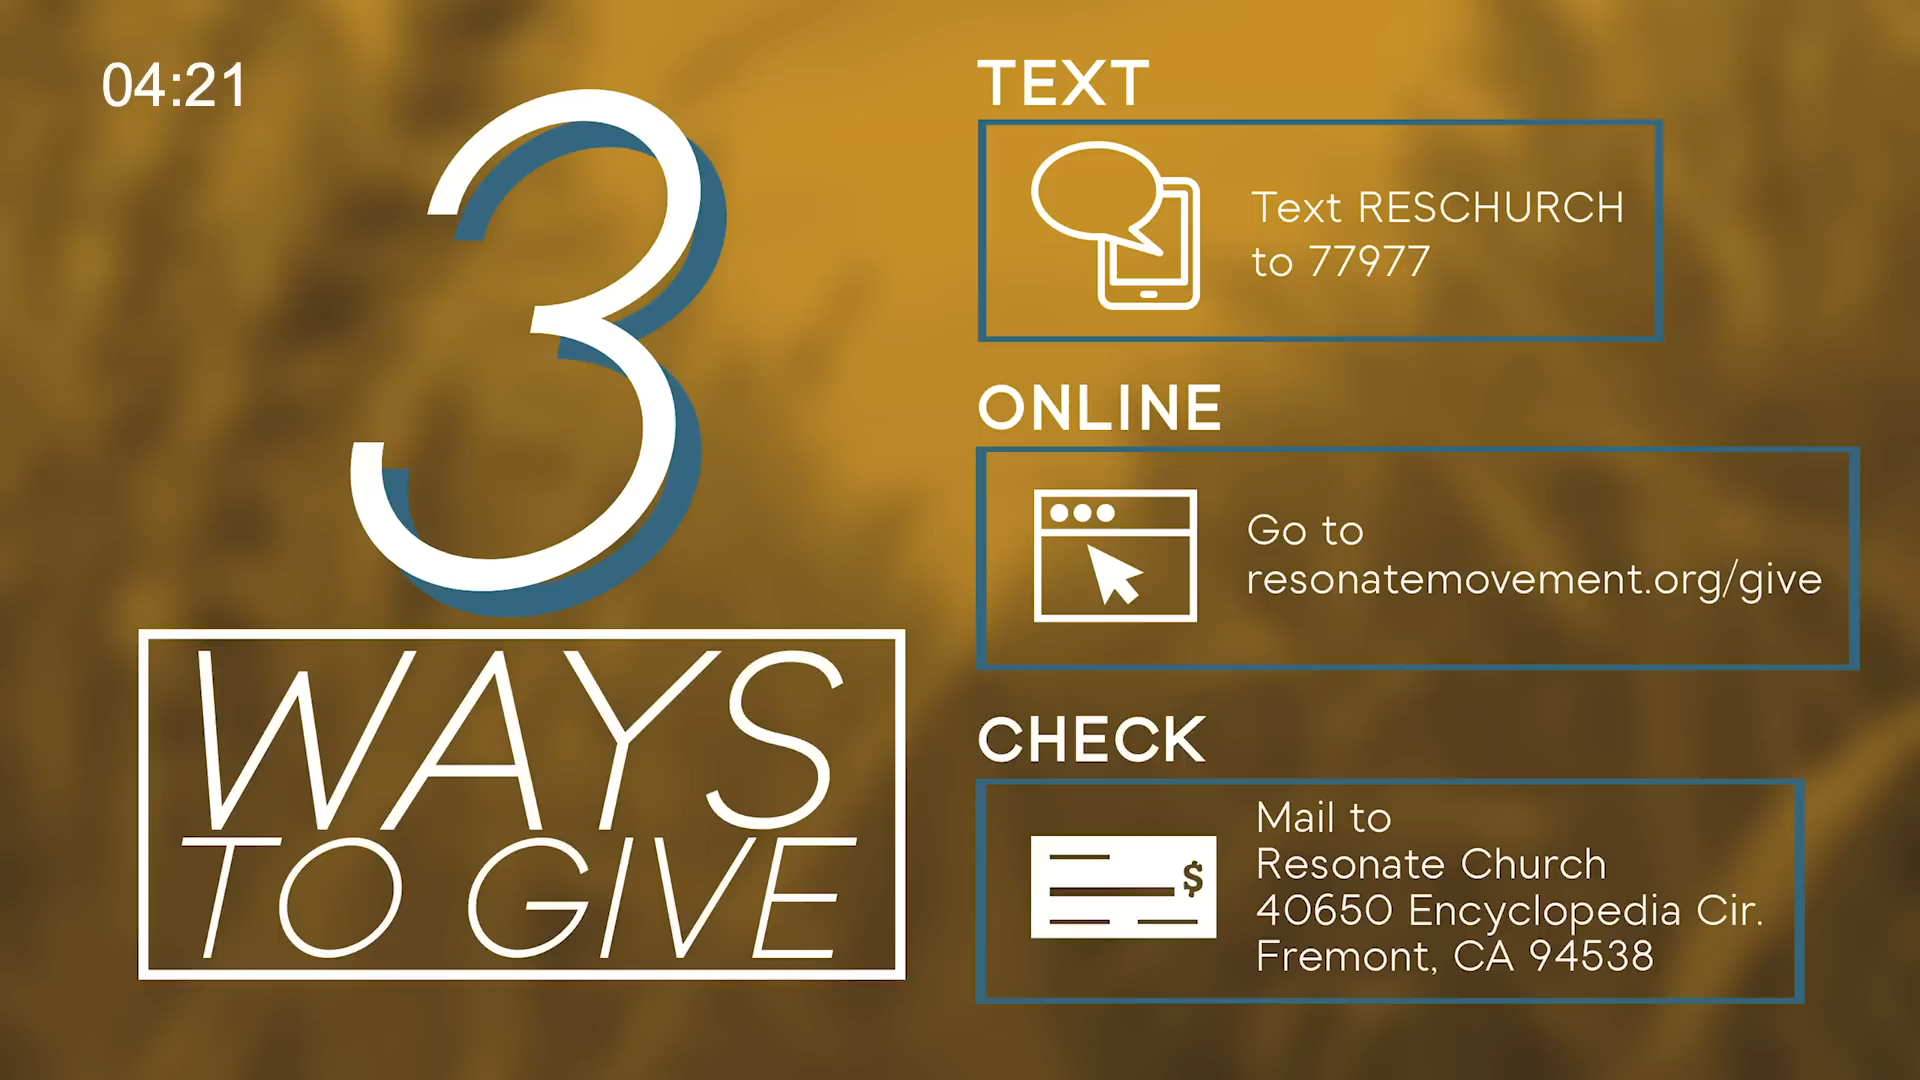 04:21
3
WAYS
TO GIVE
TEXT
Text RESCHURCH
to 77977
ONLINE
Go to
resonatemovement.org/give
CHECK
$
Mail to
Resonate Church
40650 Encyclopedia Cir.
Fremont, CA 94538